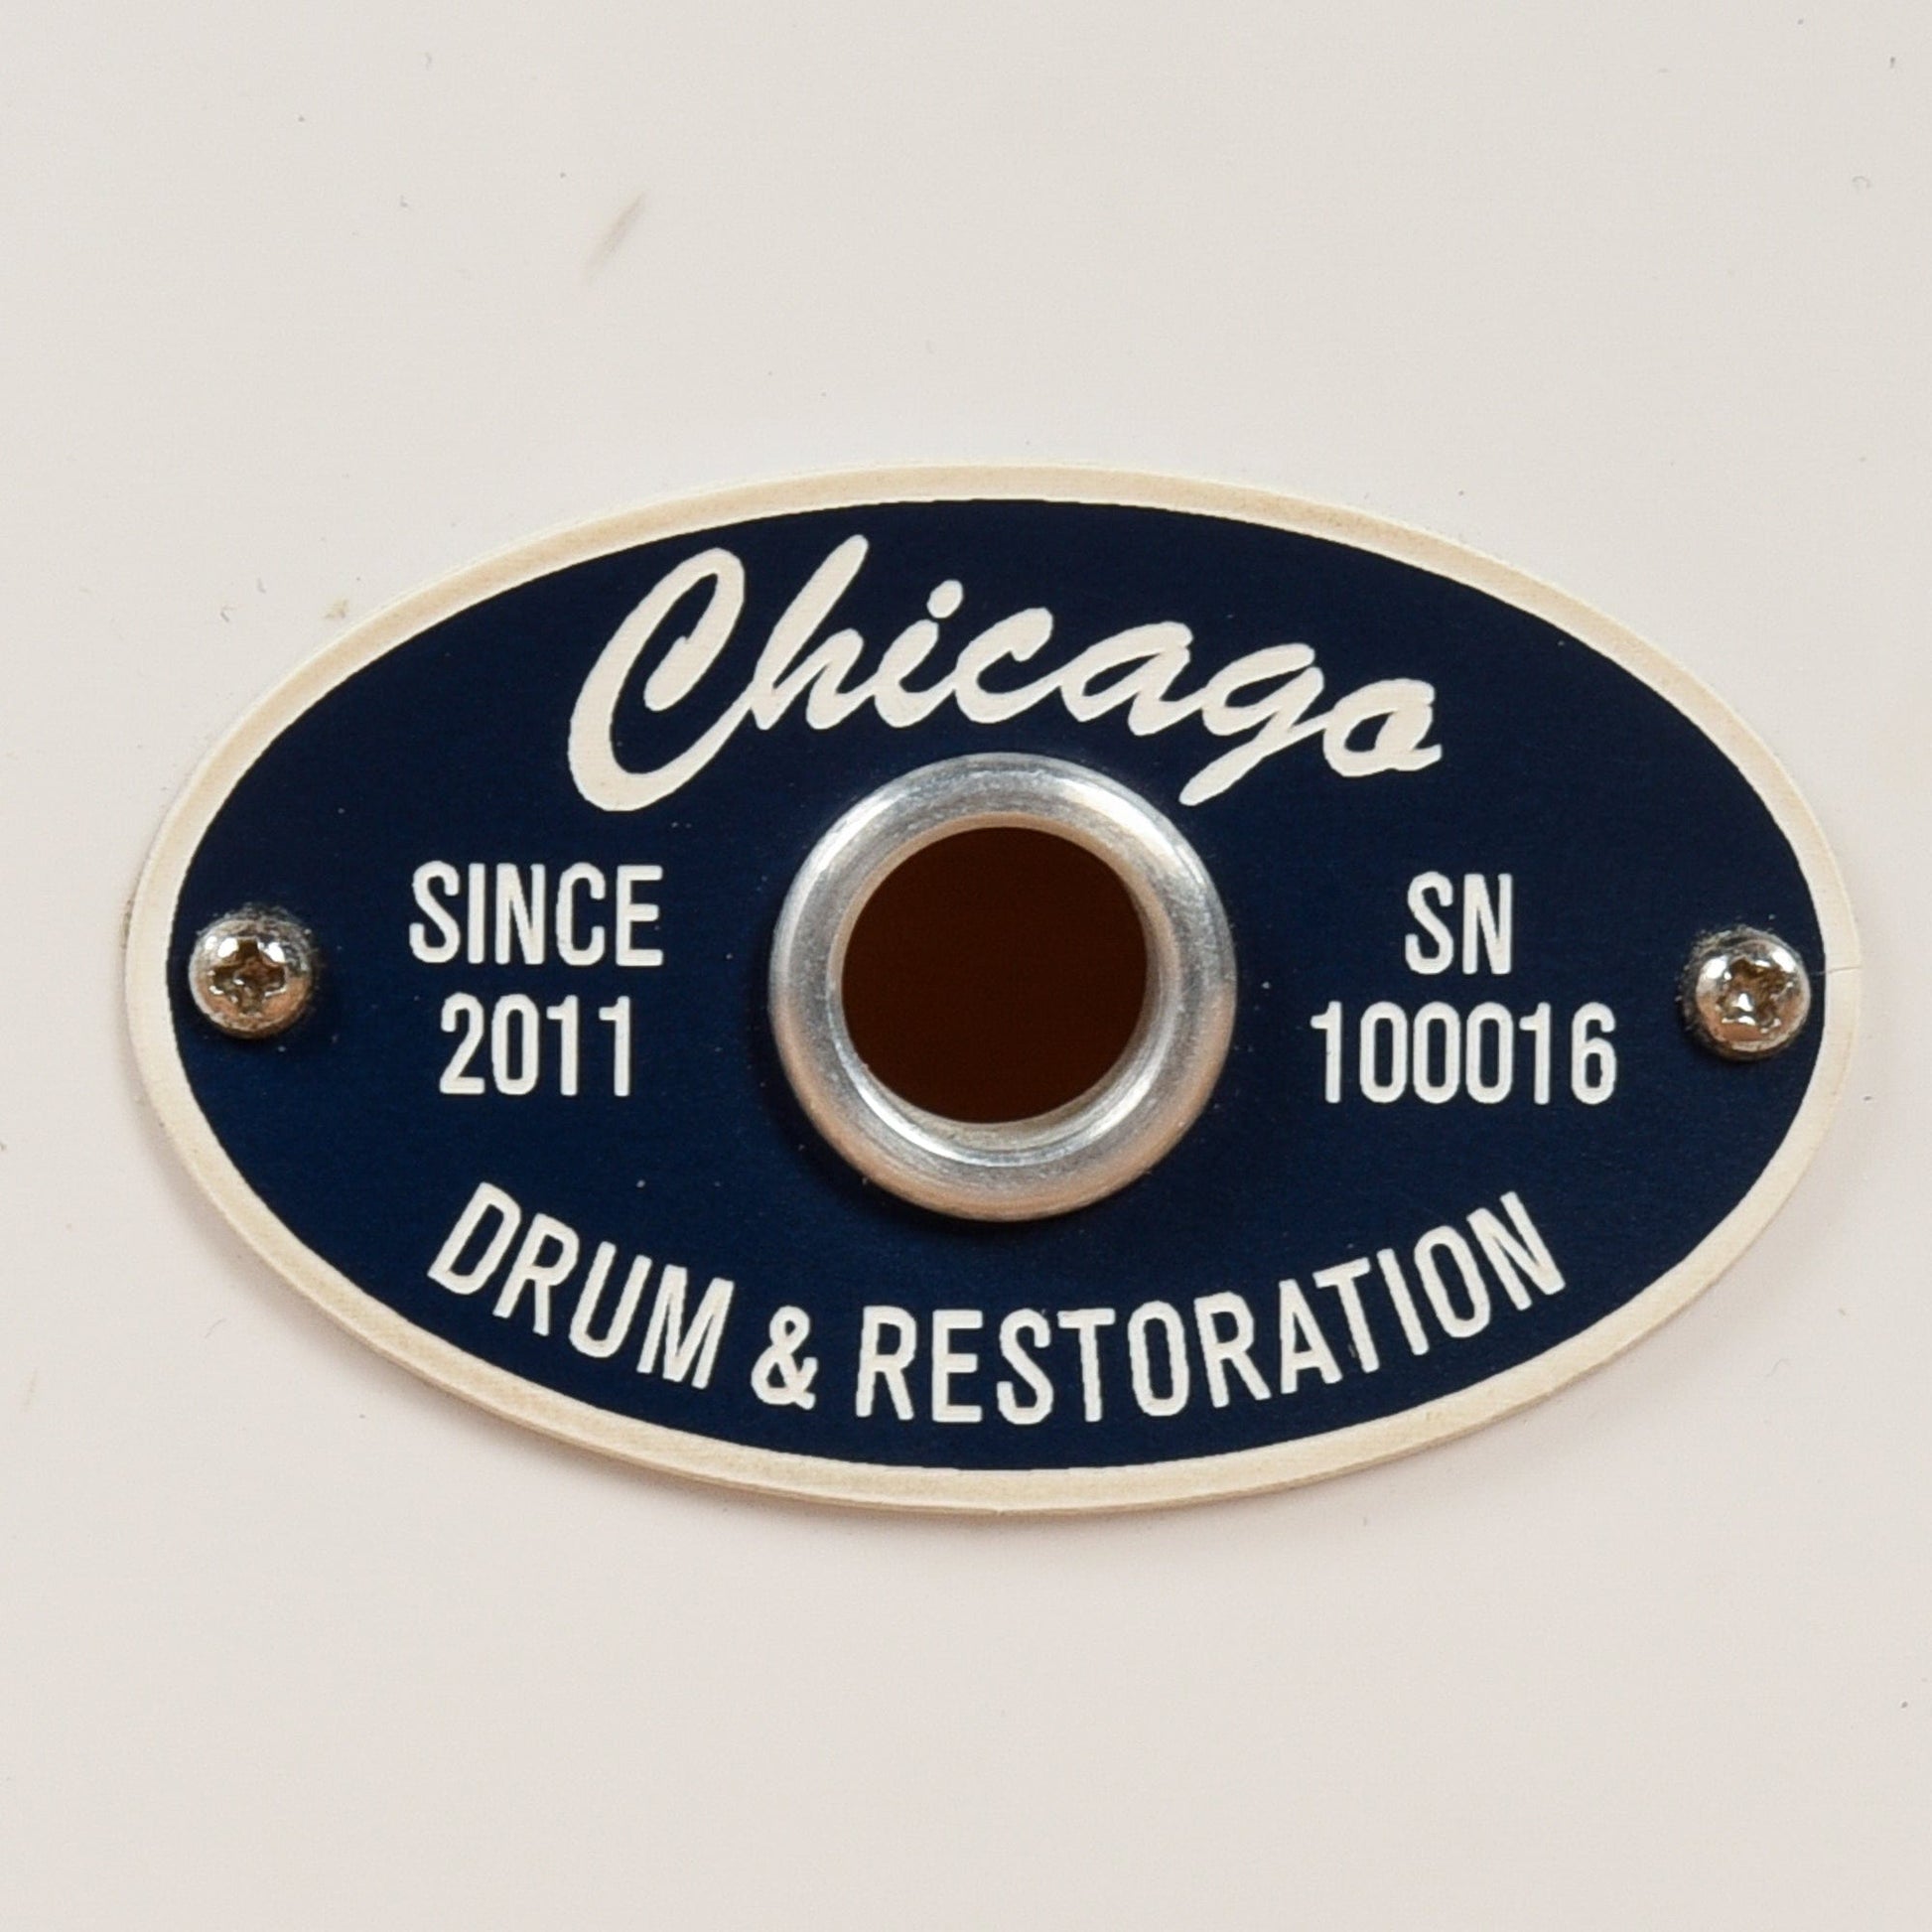 Chicago
SINCE
2011
SN
100016
DRUM & RESTORATION